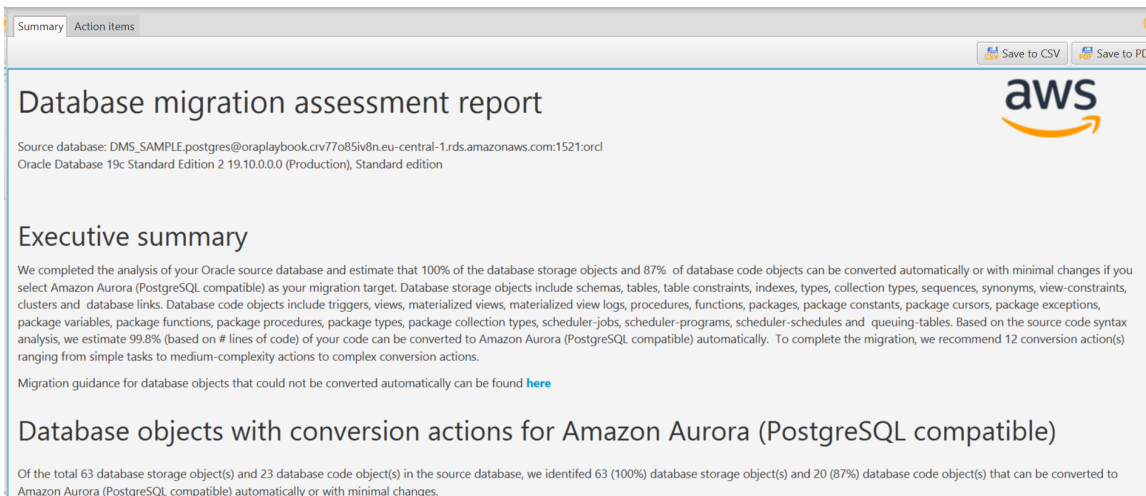 Summary Action items
CSV Save to CSV PDF Save to PD
Database migration assessment report
aws
Source database: DMS_SAMPLE.postgres@oraplaybook.crv77o85iv8n.eu-central-1.rds.amazonaws.com:1521:orcl
Oracle Database 19c Standard Edition 2 19.10.0.0.0 (Production), Standard edition
Executive summary
We completed the analysis of your Oracle source database and estimate that 100% of the database storage objects and 87% of database code objects can be converted automatically or with minimal changes if you
select Amazon Aurora (PostgreSQL compatible) as your migration target. Database storage objects include schemas, tables, table constraints, indexes, types, collection types, sequences, synonyms, view-constraints,
clusters and database links. Database code objects include triggers, views, materialized views, materialized view logs, procedures, functions, packages, package constants, package cursors, package exceptions,
package variables, package functions, package procedures, package types, package collection types, scheduler-jobs, scheduler-programs, scheduler-schedules and queuing-tables. Based on the source code syntax
analysis, we estimate 99.8% (based on # lines of code) of your code can be converted to Amazon Aurora (PostgreSQL compatible) automatically. To complete the migration, we recommend 12 conversion action(s)
ranging from simple tasks to medium-complexity actions to complex conversion actions.
Migration guidance for database objects that could not be converted automatically can be found here
Database objects with conversion actions for Amazon Aurora (PostgreSQL compatible)
Of the total 63 database storage object(s) and 23 database code object(s) in the source database, we identifed 63 (100%) database storage object(s) and 20 (87%) database code object(s) that can be converted to
Amazon Aurora (PostgreSQL compatible) automatically or with minimal changes.